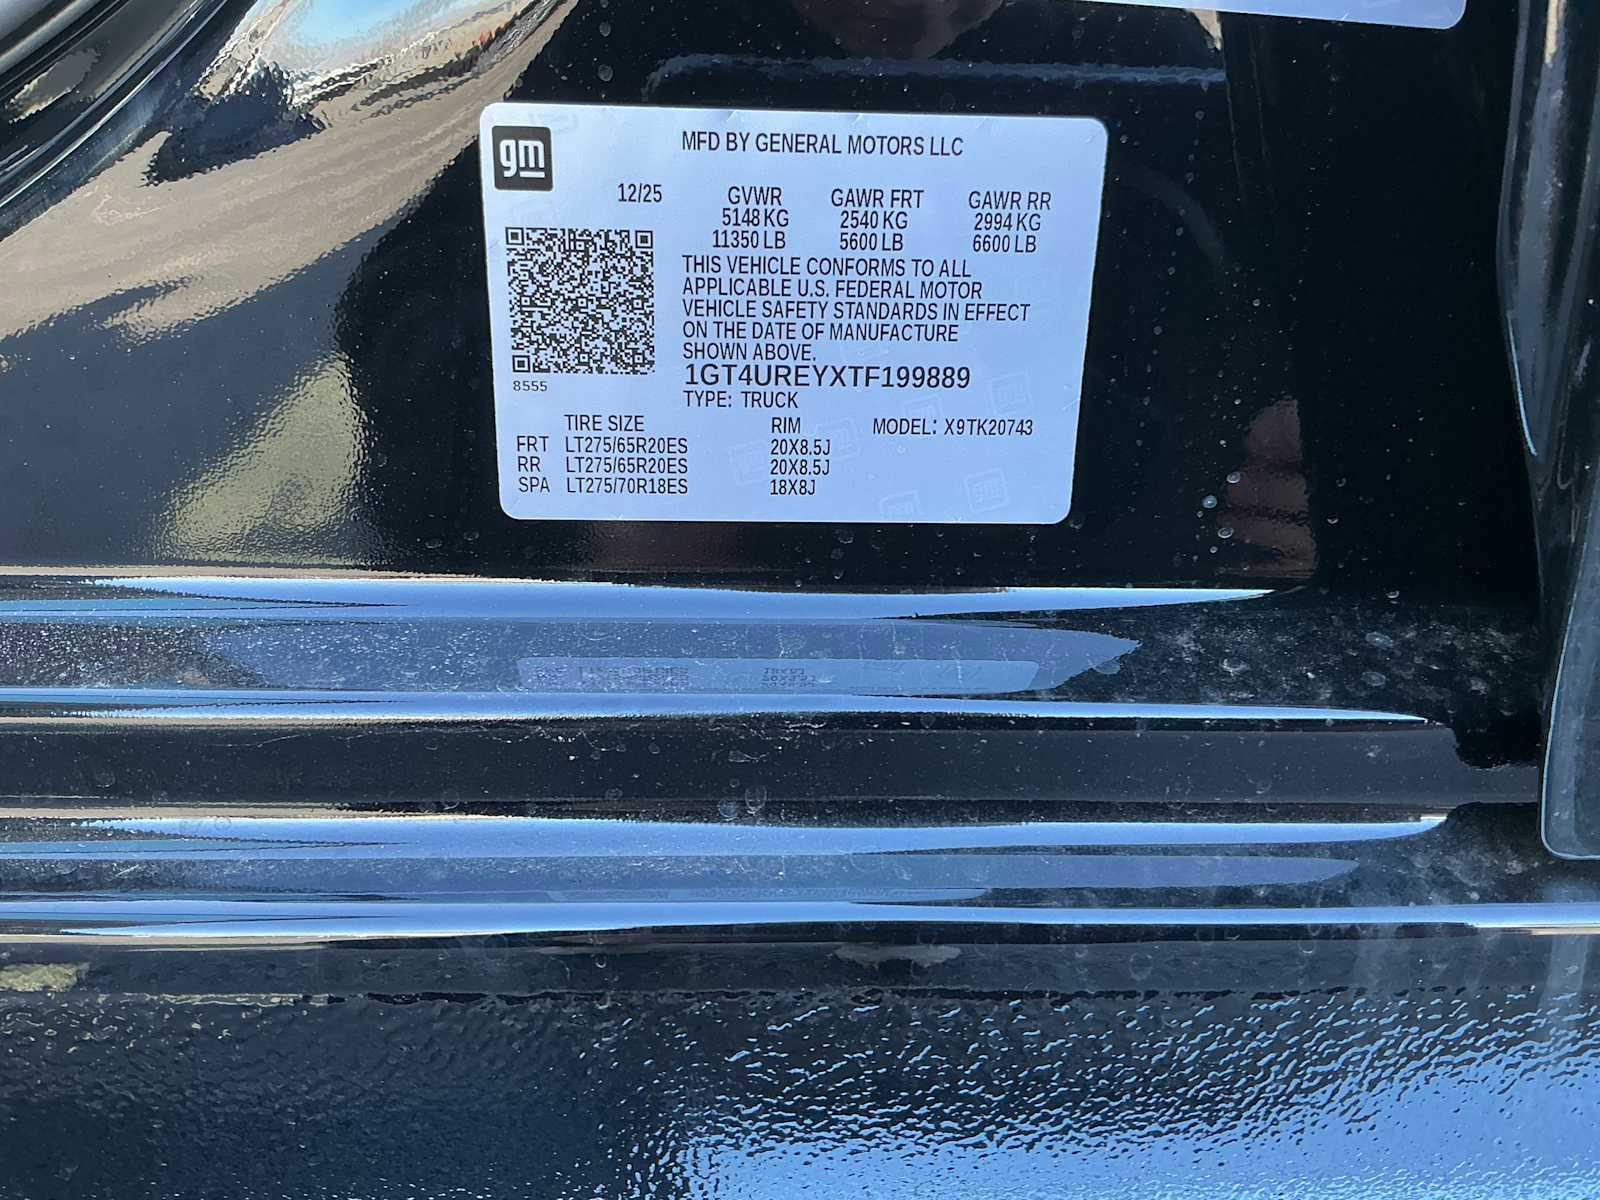 gm
MFD BY GENERAL MOTORS LLC
12/25 GVWR GAWR FRT GAWR RR
5148 KG 2540 KG 2994 KG
11350 LB 5600 LB 6600 LB
THIS VEHICLE CONFORMS TO ALL
APPLICABLE U.S. FEDERAL MOTOR
VEHICLE SAFETY STANDARDS IN EFFECT
ON THE DATE OF MANUFACTURE
SHOWN ABOVE.
8555
1GT4UREYXTF199889
TYPE: TRUCK
TIRE SIZE RIM MODEL: X9TK20743
FRT LT275/65R20ES 20X8.5J
RR LT275/65R20ES 20X8.5J
SPA LT275/70R18ES 18X8J